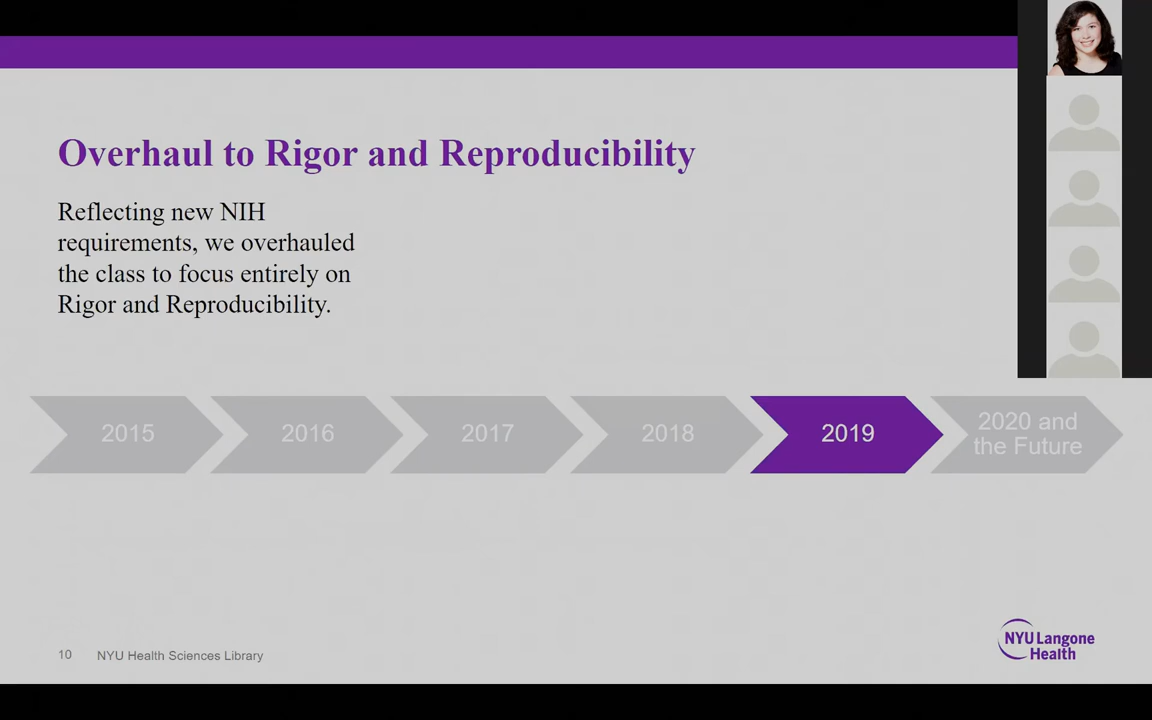 Overhaul to Rigor and Reproducibility
Reflecting new NIH
requirements, we overhauled
the class to focus entirely on
Rigor and Reproducibility.
2015
2016
2017
2018
2019
2020 and
the Future
10
NYU Health Sciences Library
NYU Langone
Health